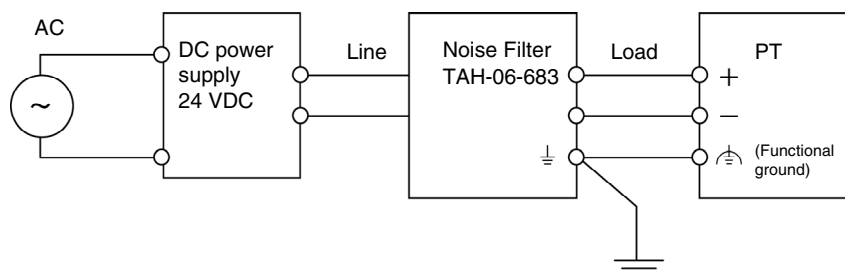 AC
DC power
supply
24 VDC
Line
Noise Filter
TAH-06-683
Load
PT
+
−
(Functional
ground)
~